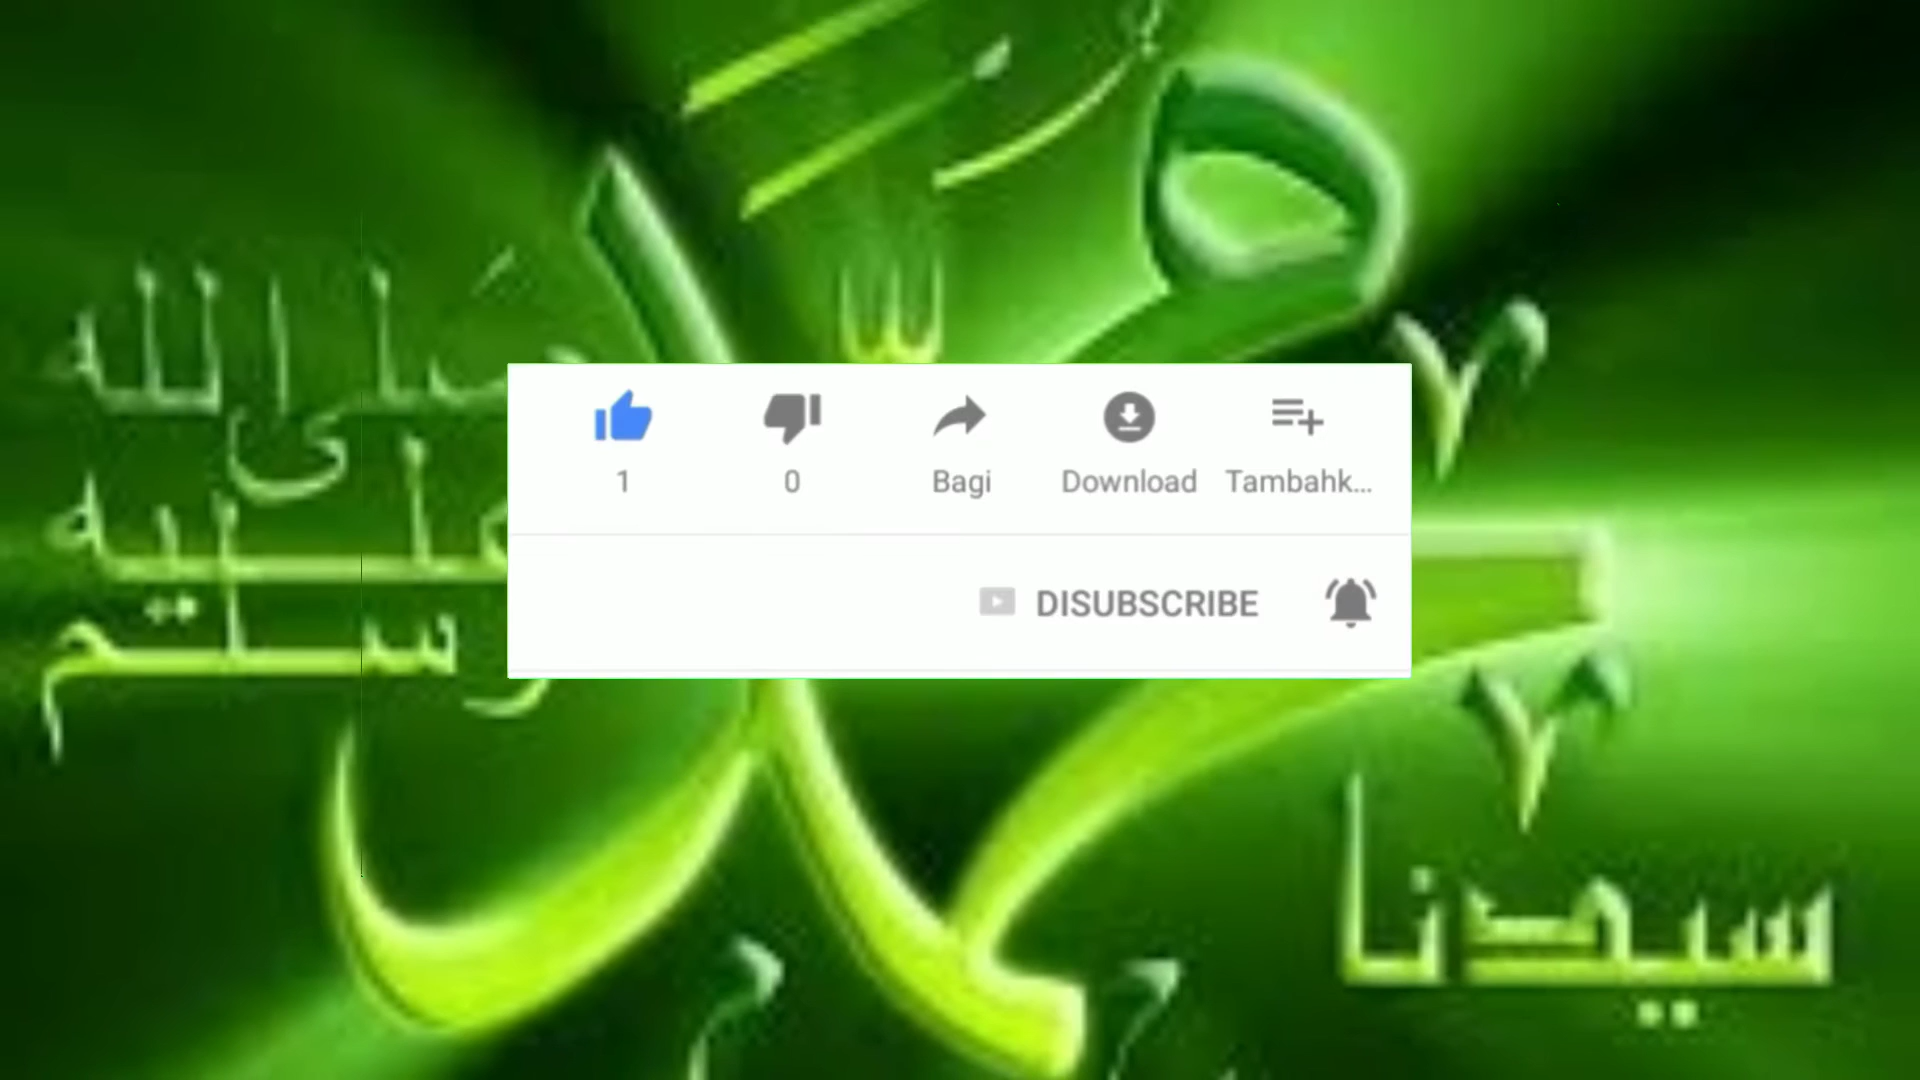 محمد
صلى الله
عليه
وسلم
1 0 Bagi Download Tambahk...
DISUBSCRIBE
سيدنا